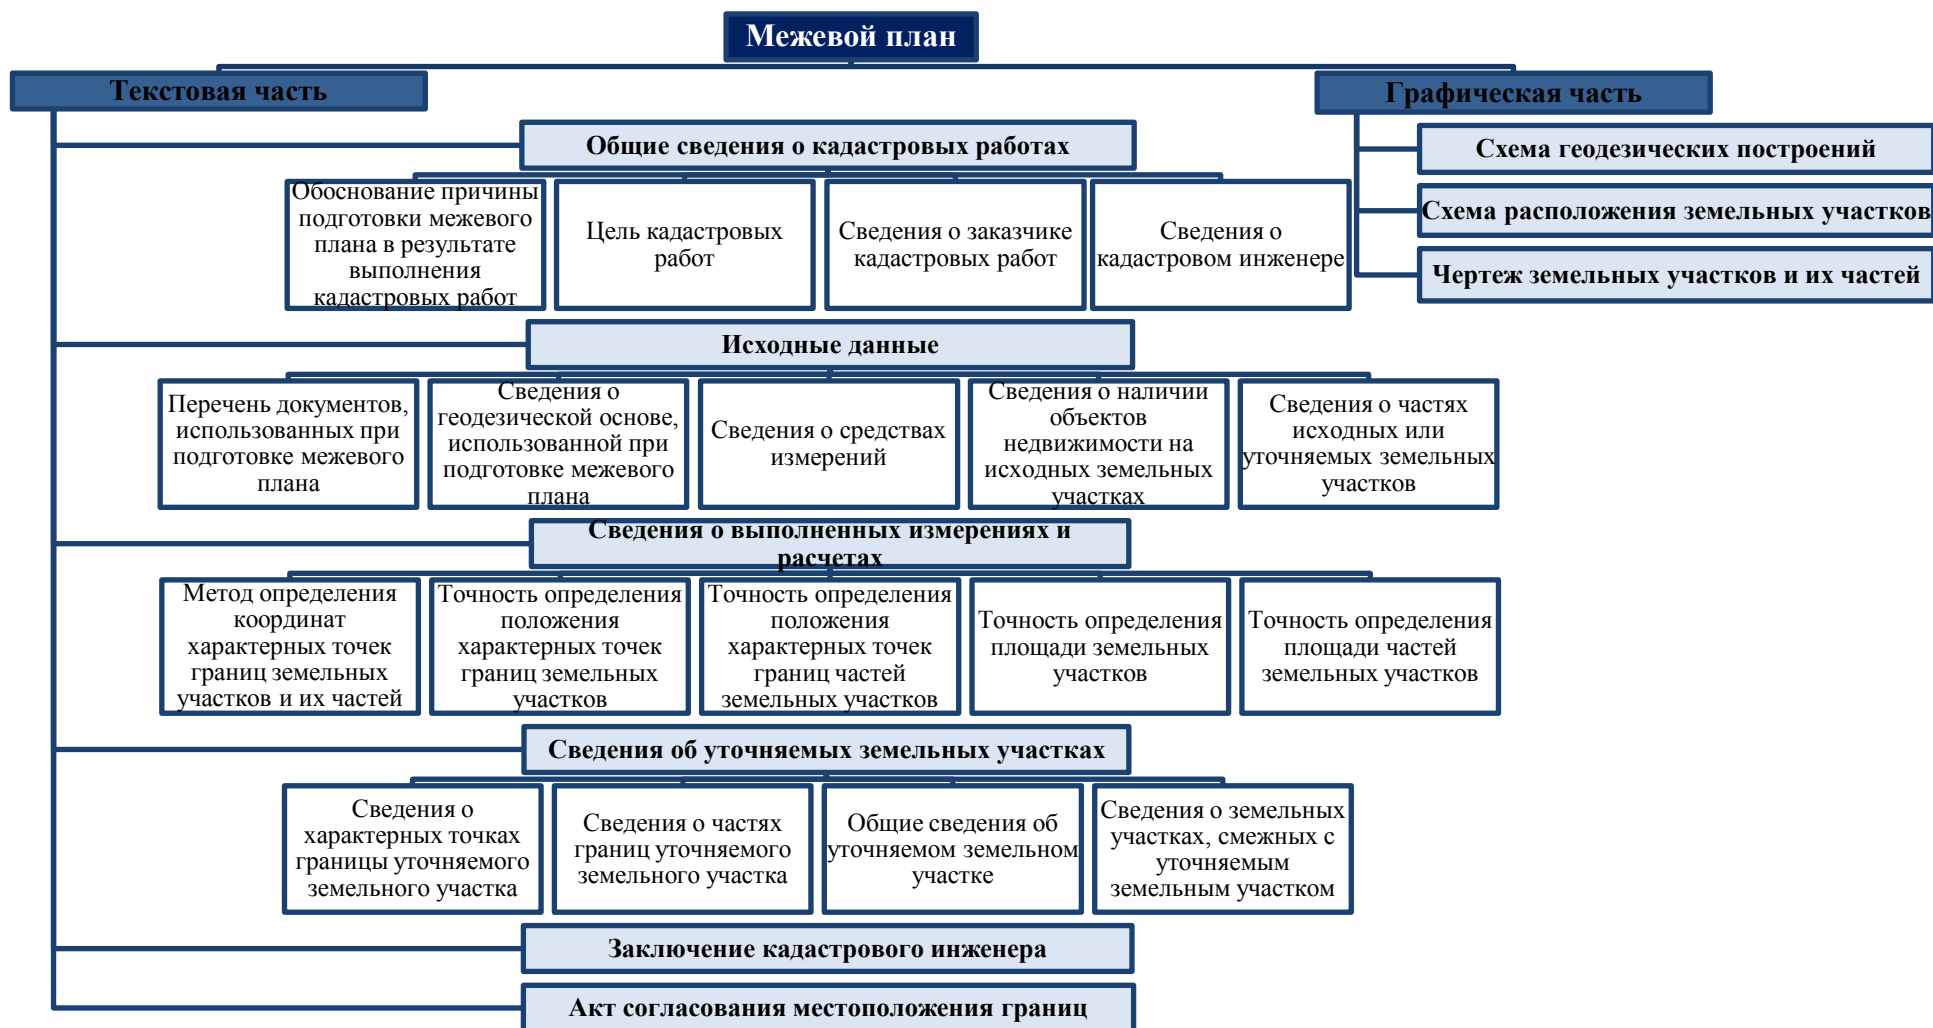 Межевой план
Текстовая часть
Графическая часть
Общие сведения о кадастровых работах
Обоснование причины
подготовки межевого
плана в результате
выполнения
кадастровых работ
Цель кадастровых
работ
Сведения о заказчике
кадастровых работ
Сведения о
кадастровом инженере
Схема геодезических построений
Схема расположения земельных участков
Чертеж земельных участков и их частей
Исходные данные
Перечень документов,
использованных при
подготовке межевого
плана
Сведения о
геодезической основе,
использованной при
подготовке межевого
плана
Сведения о средствах
измерений
Сведения о наличии
объектов
недвижимости на
исходных земельных
участках
Сведения о частях
исходных или
уточняемых земельных
участков
Сведения о выполненных измерениях и
расчетах
Метод определения
координат
характерных точек
границ земельных
участков и их частей
Точность определения
положения
характерных точек
границ земельных
участков
Точность определения
положения
характерных точек
границ частей
земельных участков
Точность определения
площади земельных
участков
Точность определения
площади частей
земельных участков
Сведения об уточняемых земельных участках
Сведения о
характерных точках
границы уточняемого
земельного участка
Сведения о частях
границ уточняемого
земельного участка
Общие сведения об
уточняемом земельном
участке
Сведения о земельных
участках, смежных с
уточняемым
земельным участком
Заключение кадастрового инженера
Акт согласования местоположения границ